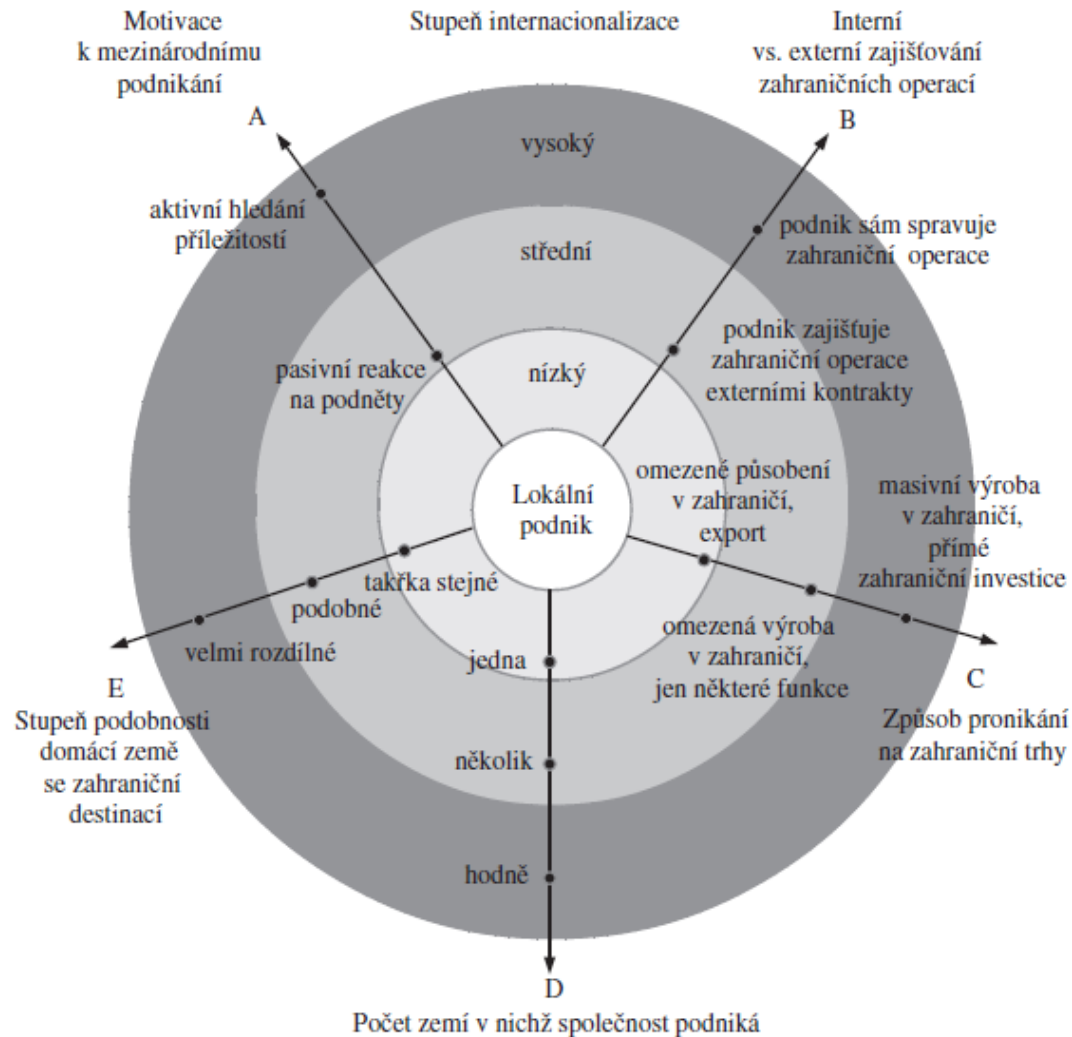 Motivace
k mezinárodnímu
podnikání
A
Stupeň internacionalizace
Interní
vs. externí zajišťování
zahraničních operací
B
vysoký
aktivní hledání
příležitostí
podnik sám spravuje
zahraniční operace
střední
pasivní reakce
na podněty
nízký
podnik zajišťuje
zahraniční operace
externími kontrakty
Lokální
podnik
omezené působení
v zahraničí,
export
masivní výroba
v zahraničí,
přímé
zahraniční investice
takřka stejné
podobné
velmi rozdílné
omezená výroba
v zahraničí,
jen některé funkce
jedna
několik
hodně
E
Stupeň podobnosti
domácí země
se zahraniční
destinací
C
Způsob pronikání
na zahraniční trhy
D
Počet zemí v nichž společnost podniká